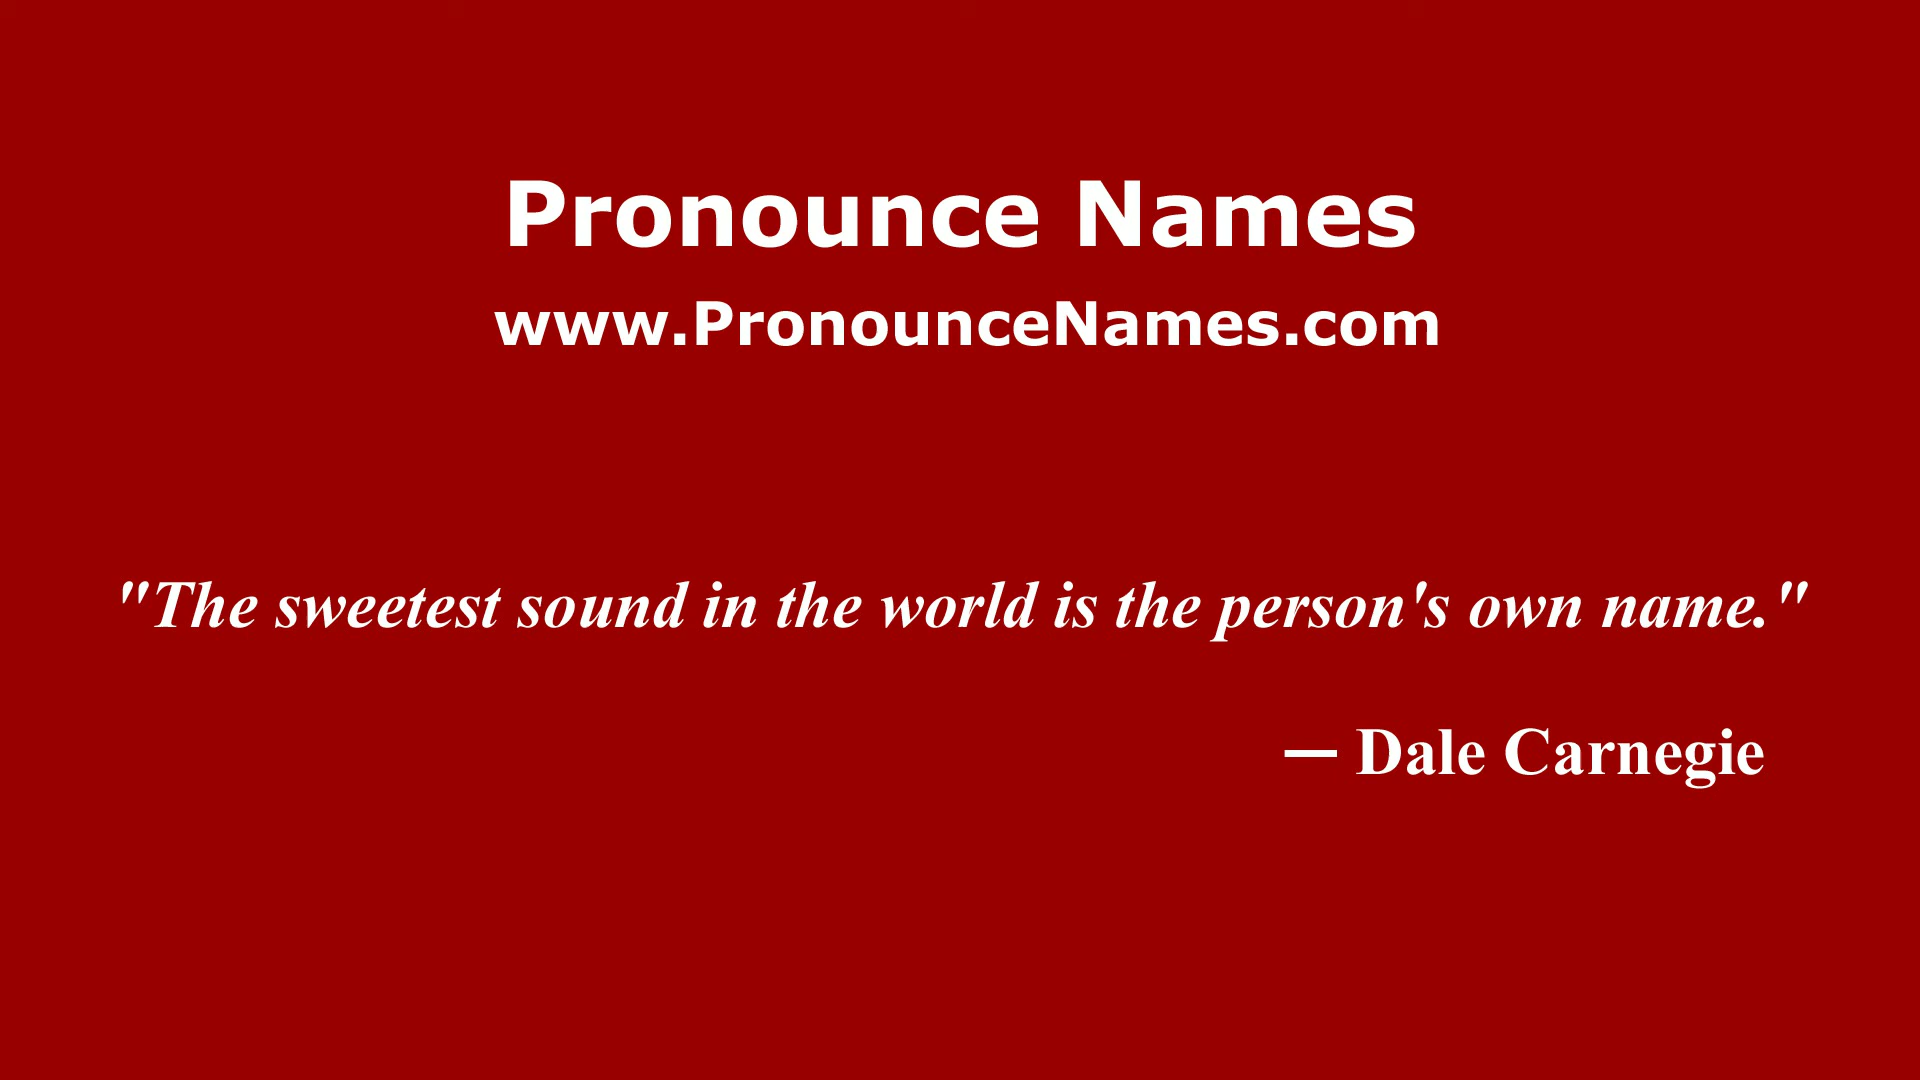 Pronounce Names
www.PronounceNames.com
"The sweetest sound in the world is the person's own name."
— Dale Carnegie